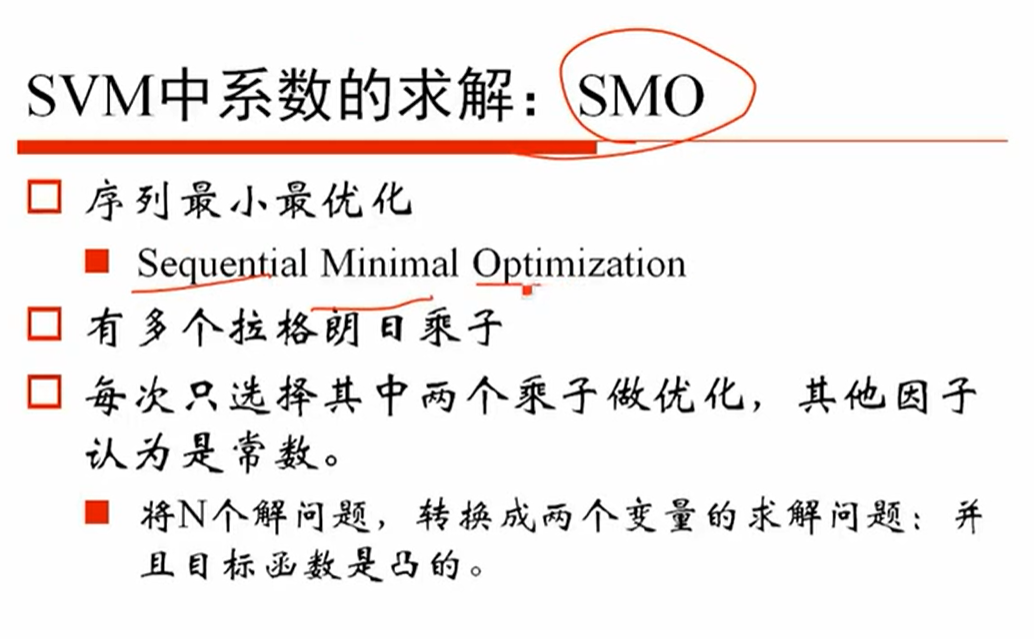 SVM中系数的求解：SMO
序列最小最优化
Sequential Minimal Optimization
有多个拉格朗日乘子
每次只选择其中两个乘子做优化，其他因子
认为是常数。
将N个解问题，转换成两个变量的求解问题：并
且目标函数是凸的。